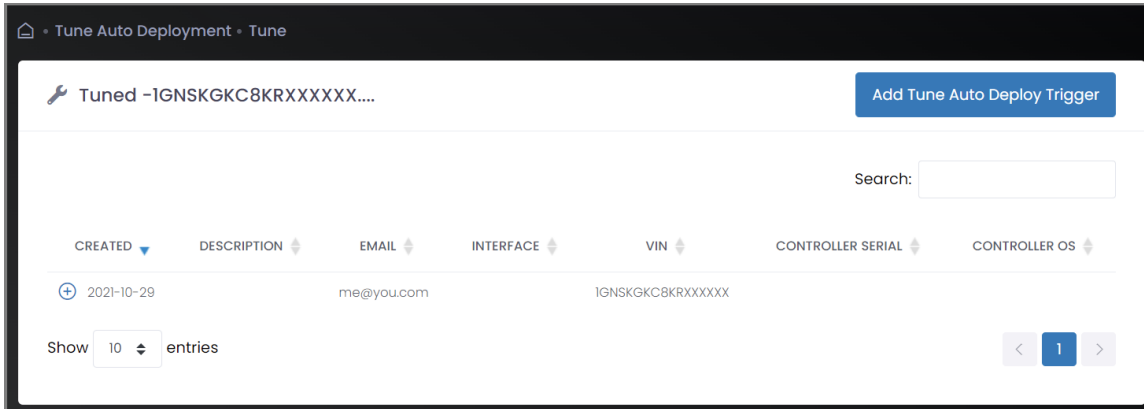 Tune Auto Deployment Tune
Tuned -1GNSKGKC8KRXXXXXX....
Add Tune Auto Deploy Trigger
Search:
CREATED DESCRIPTION EMAIL INTERFACE VIN CONTROLLER SERIAL CONTROLLER OS
2021-10-29 me@you.com 1GNSKGKC8KRXXXXXX
Show 10 entries
< 1 >